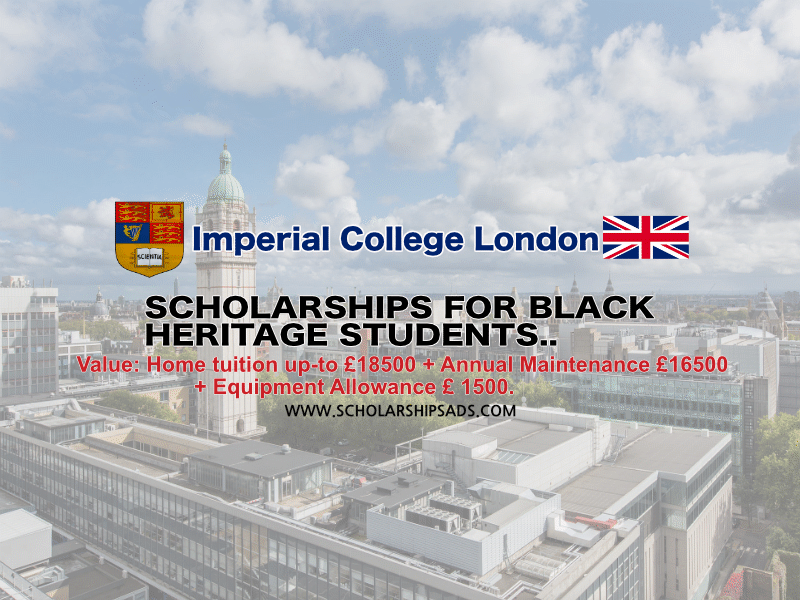 SCIENTIA
Imperial College London
SCHOLARSHIPS FOR BLACK
HERITAGE STUDENTS..
Value: Home tuition up-to £18500 + Annual Maintenance £16500
+ Equipment Allowance £ 1500.
WWW.SCHOLARSHIPSADS.COM